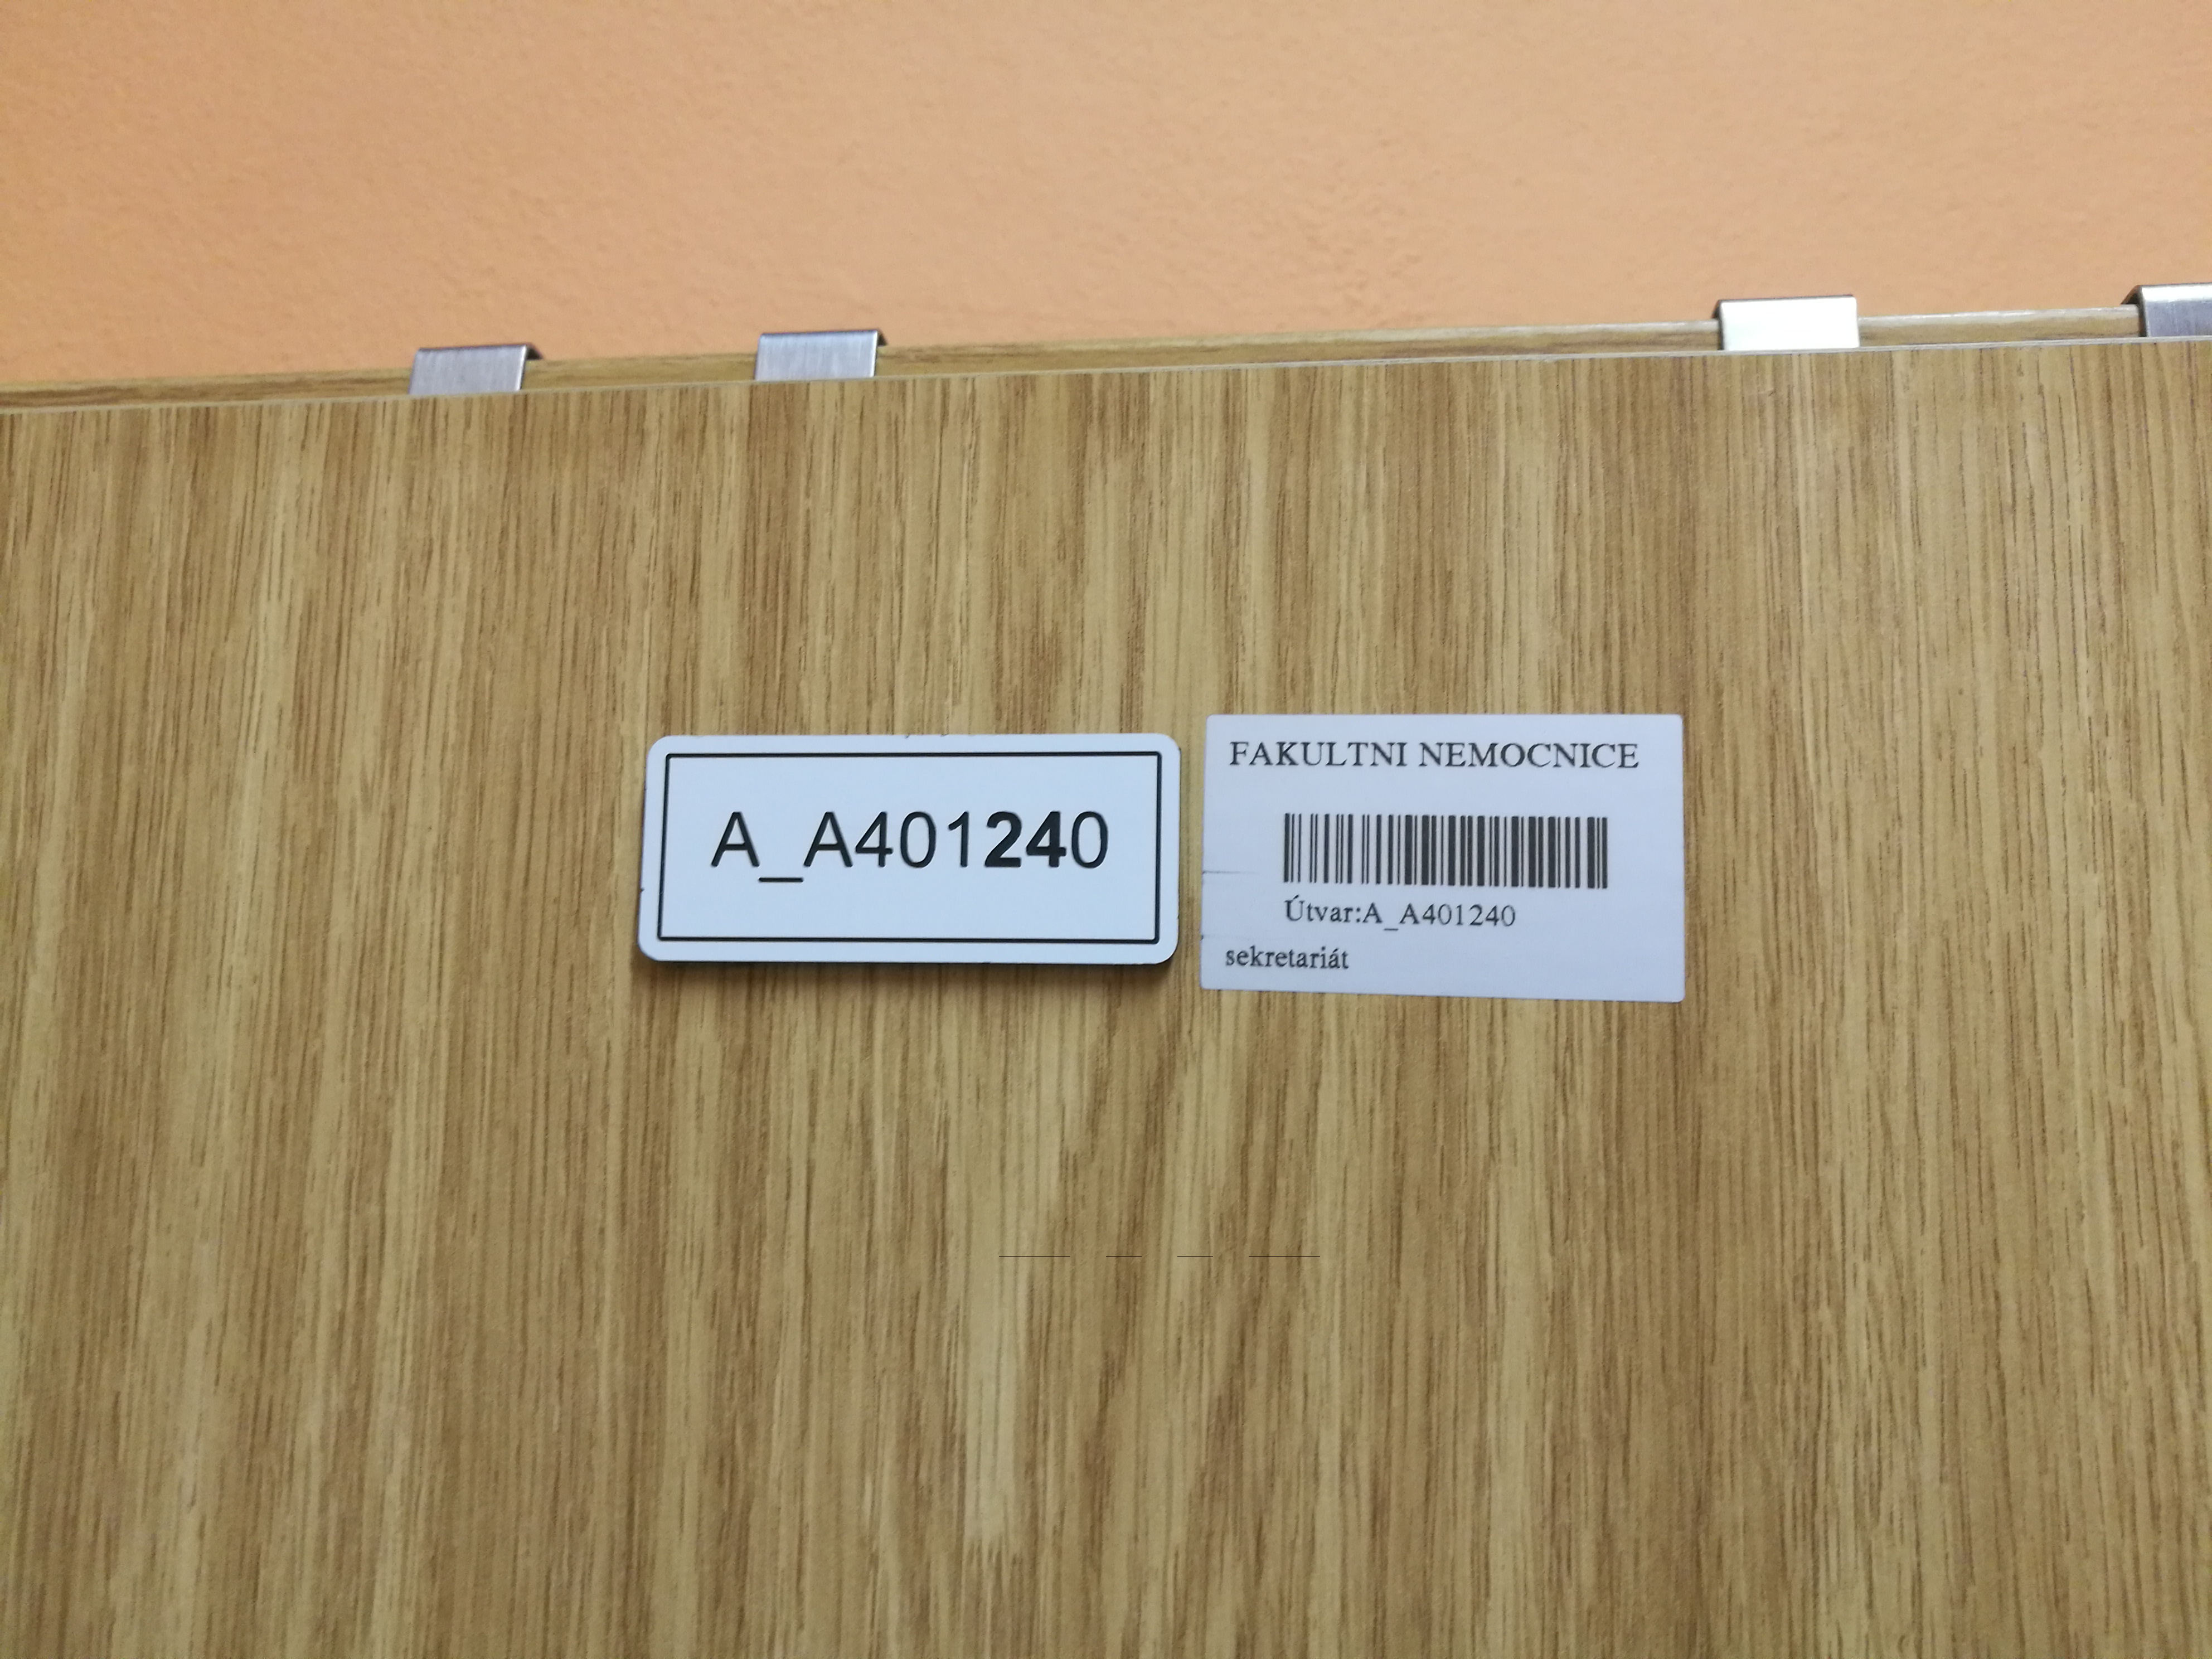 A_A401240
FAKULTNI NEMOCNICE
Útvar:A_A401240
sekretariát